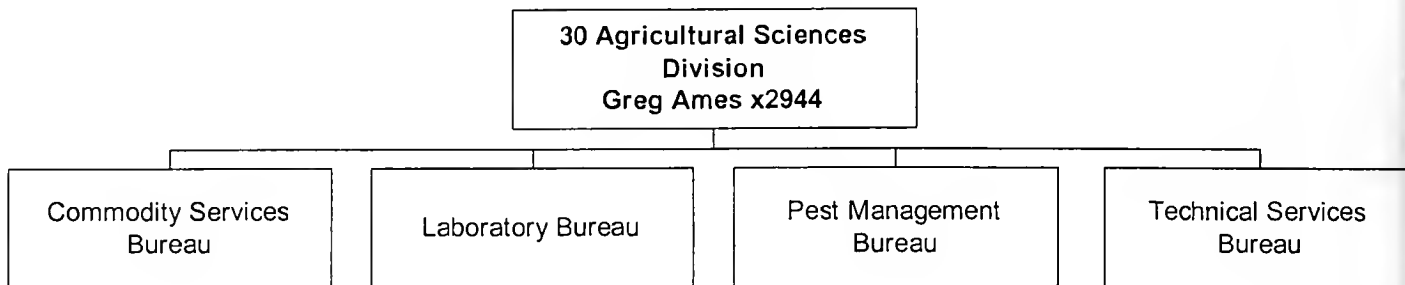 30 Agricultural Sciences
Division
Greg Ames x2944
Commodity Services
Bureau
Laboratory Bureau
Pest Management
Bureau
Technical Services
Bureau